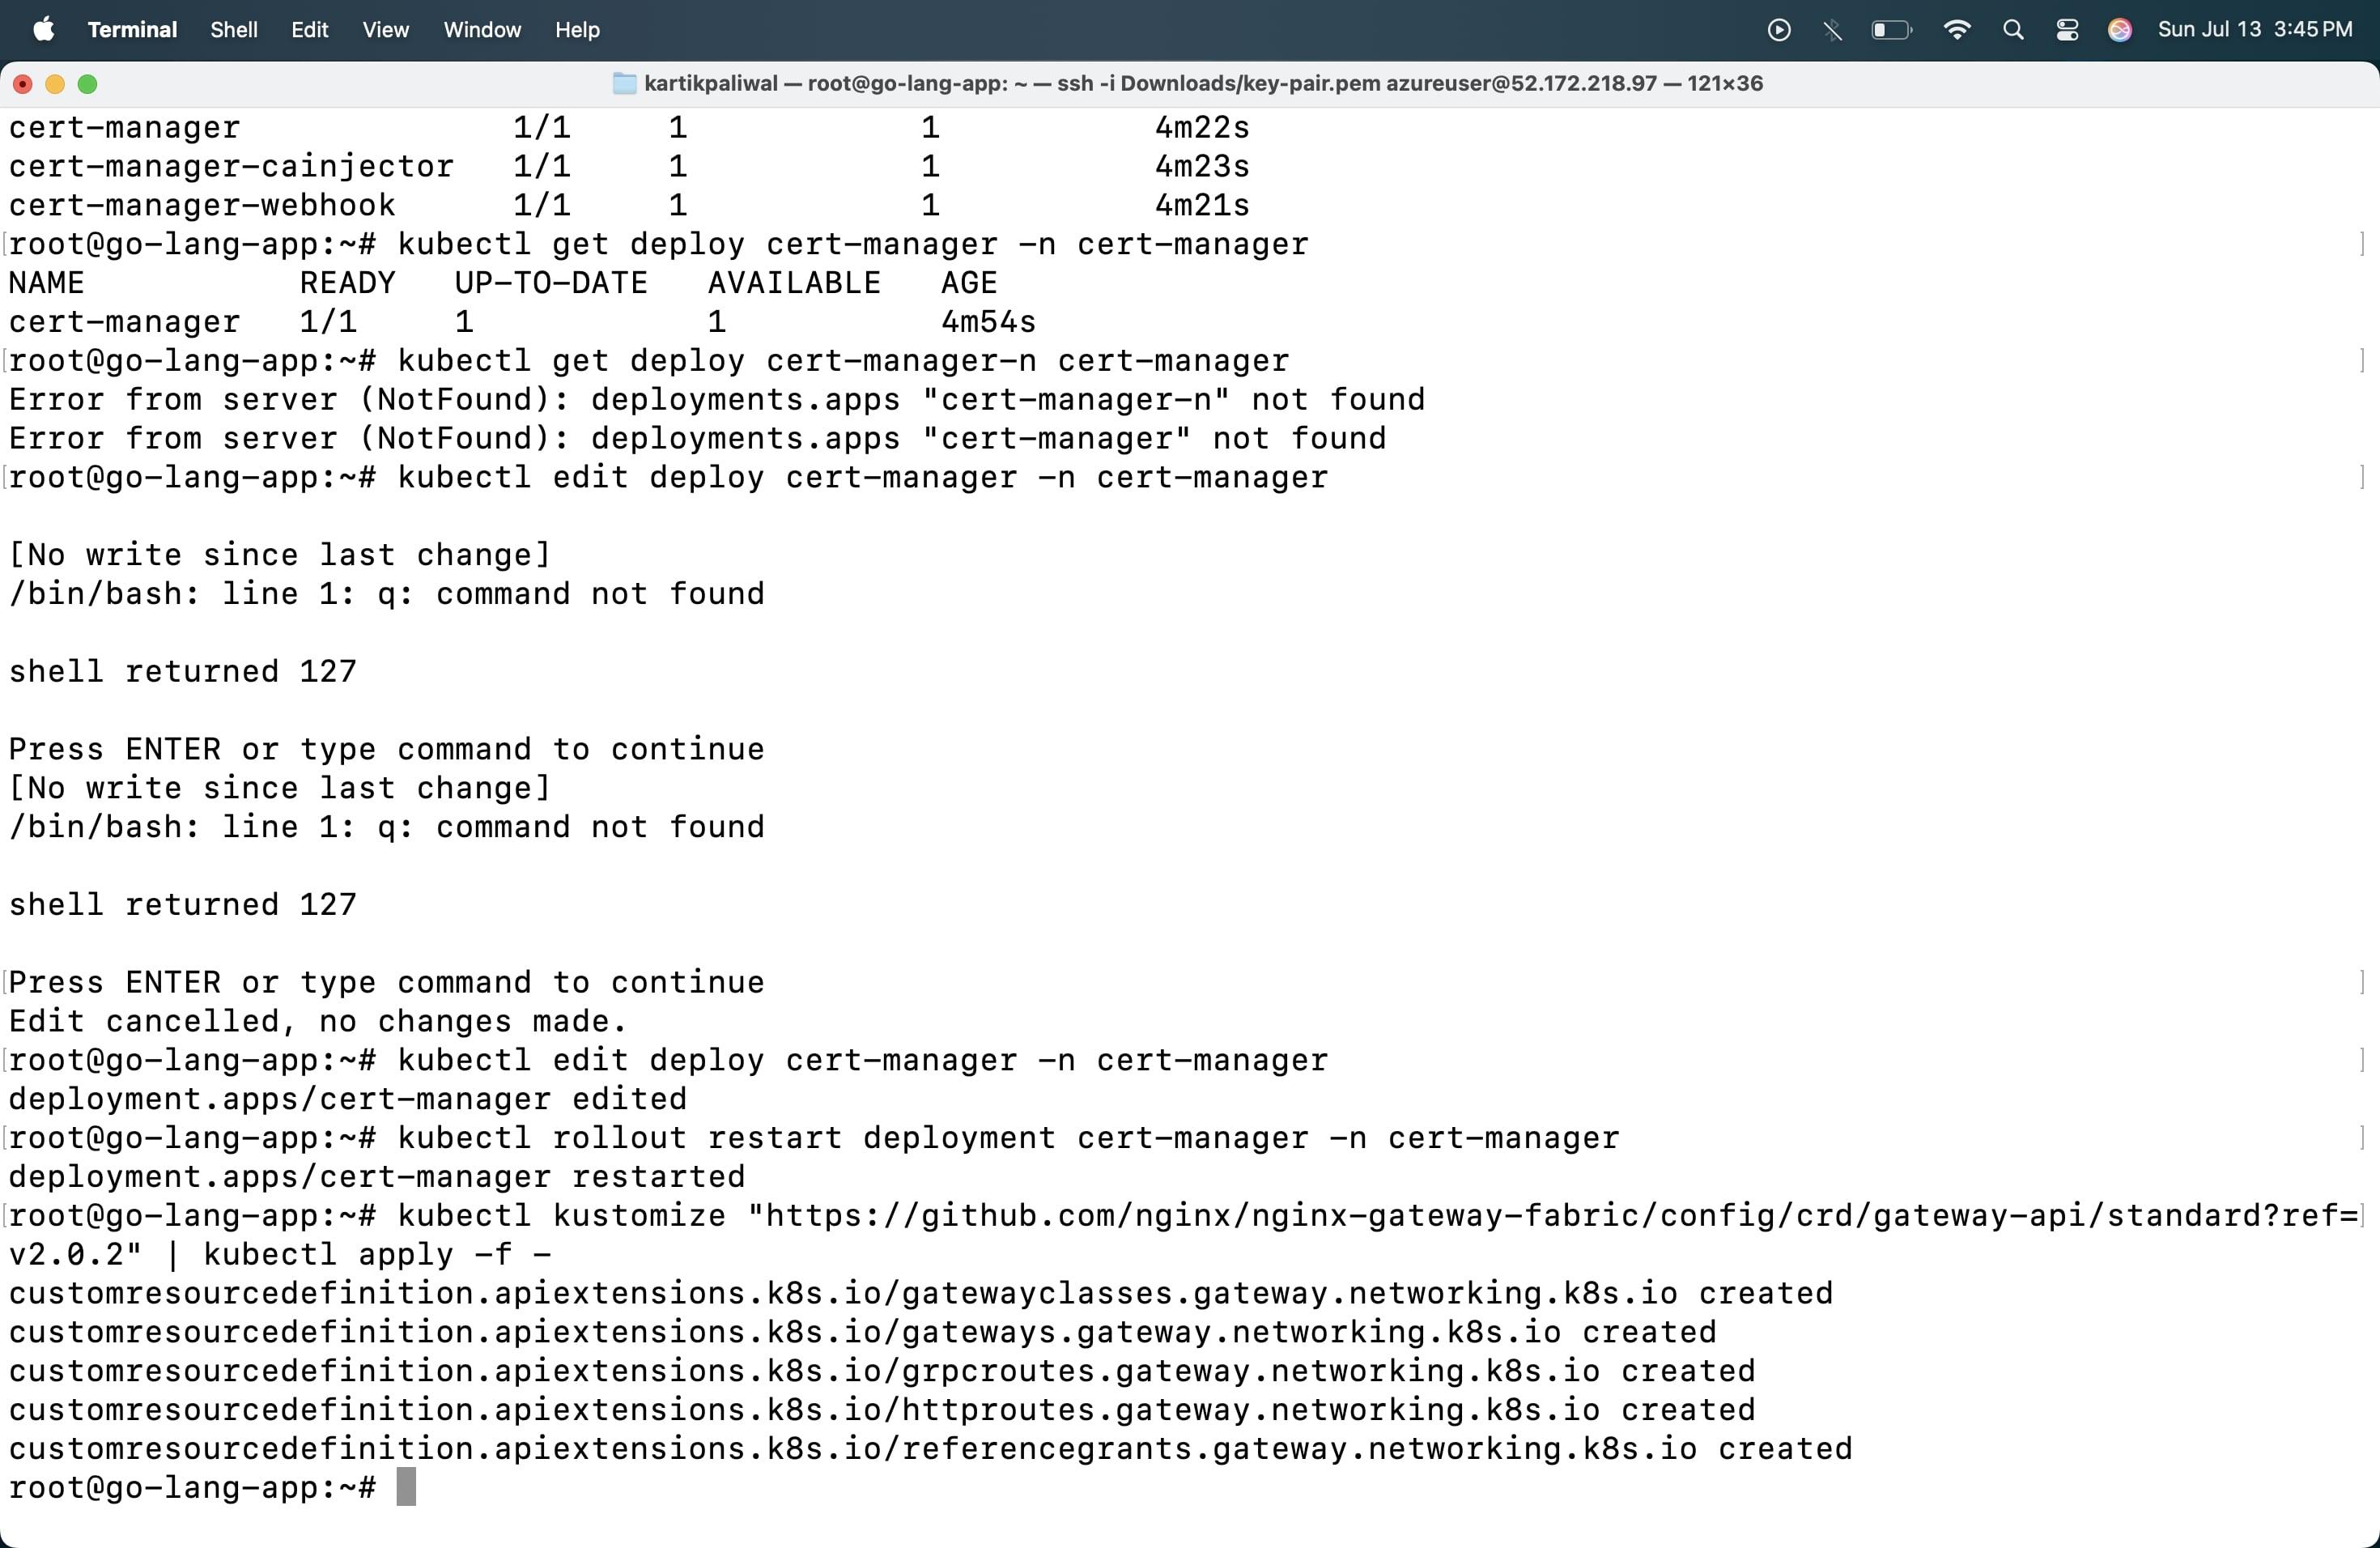 Terminal Shell Edit View Window Help Sun Jul 13 3:45 PM
kartikpaliwal — root@go-lang-app: ~ — ssh -i Downloads/key-pair.pem azureuser@52.172.218.97 — 121×36
cert-manager 1/1 1 1 4m22s
cert-manager-cainjector 1/1 1 1 4m23s
cert-manager-webhook 1/1 1 1 4m21s
[root@go-lang-app:~# kubectl get deploy cert-manager -n cert-manager ]
NAME READY UP-TO-DATE AVAILABLE AGE
cert-manager 1/1 1 1 4m54s
[root@go-lang-app:~# kubectl get deploy cert-manager-n cert-manager ]
Error from server (NotFound): deployments.apps "cert-manager-n" not found
Error from server (NotFound): deployments.apps "cert-manager" not found
[root@go-lang-app:~# kubectl edit deploy cert-manager -n cert-manager ]
[No write since last change]
/bin/bash: line 1: q: command not found
shell returned 127
Press ENTER or type command to continue
[No write since last change]
/bin/bash: line 1: q: command not found
shell returned 127
[Press ENTER or type command to continue ]
Edit cancelled, no changes made.
[root@go-lang-app:~# kubectl edit deploy cert-manager -n cert-manager ]
deployment.apps/cert-manager edited
[root@go-lang-app:~# kubectl rollout restart deployment cert-manager -n cert-manager ]
deployment.apps/cert-manager restarted
[root@go-lang-app:~# kubectl kustomize "https://github.com/nginx/nginx-gateway-fabric/config/crd/gateway-api/standard?ref=]
v2.0.2" | kubectl apply -f -
customresourcedefinition.apiextensions.k8s.io/gatewayclasses.gateway.networking.k8s.io created
customresourcedefinition.apiextensions.k8s.io/gateways.gateway.networking.k8s.io created
customresourcedefinition.apiextensions.k8s.io/grpcroutes.gateway.networking.k8s.io created
customresourcedefinition.apiextensions.k8s.io/httproutes.gateway.networking.k8s.io created
customresourcedefinition.apiextensions.k8s.io/referencegrants.gateway.networking.k8s.io created
root@go-lang-app:~#